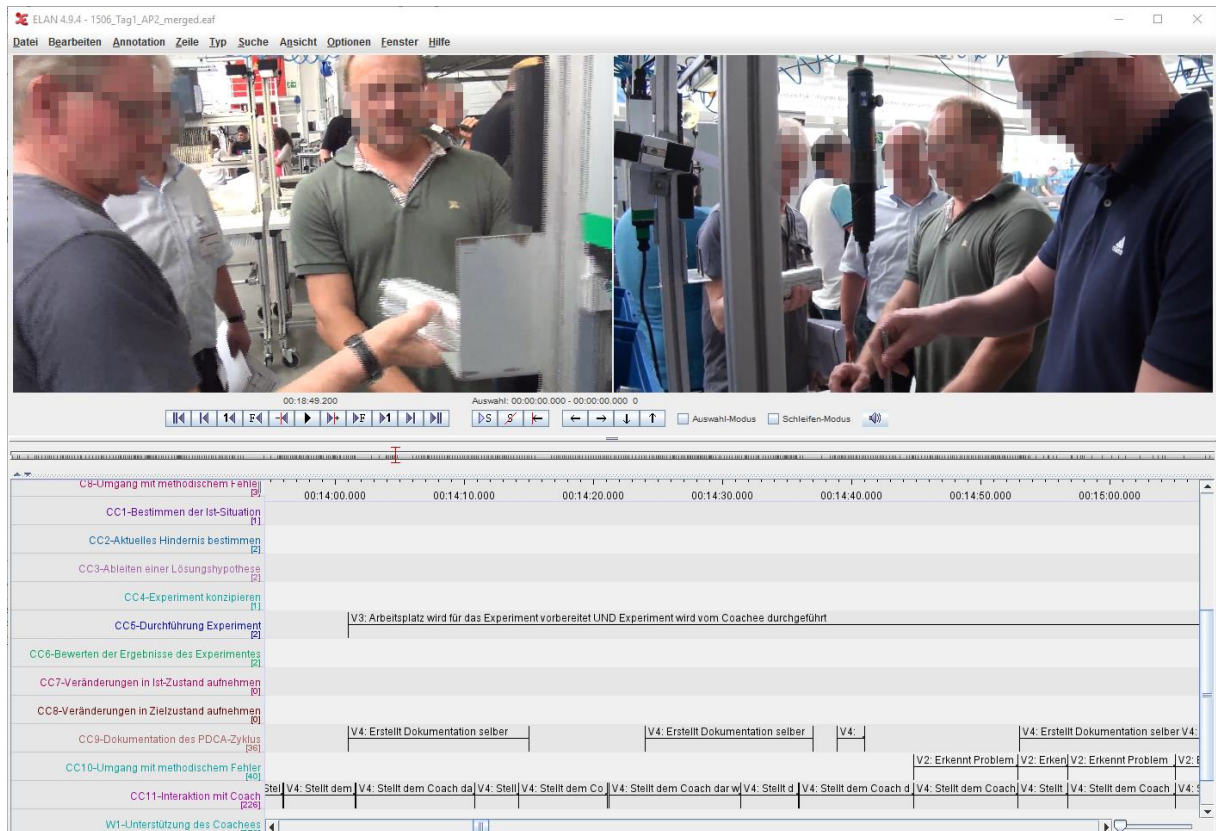 ELAN 4.9.4 - 1506_Tag1_AP2_merged.eaf
Datei Bearbeiten Annotation Zeile Typ Suche Ansicht Optionen Fenster Hilfe
adidas
00:18:49.200 Auswahl: 00:00:00.000 - 00:00:00.000 0
1 F F 1 S S Auswahl-Modus Schleifen-Modus
C8-Umgang mit methodischem Fehler
[3]
00:14:00.000 00:14:10.000 00:14:20.000 00:14:30.000 00:14:40.000 00:14:50.000 00:15:00.000
CC1-Bestimmen der Ist-Situation
[1]
CC2-Aktuelles Hindernis bestimmen
[2]
CC3-Ableiten einer Lösungshypothese
[2]
CC4-Experiment konzipieren
[1]
V3: Arbeitsplatz wird für das Experiment vorbereitet UND Experiment wird vom Coachee durchgeführt
CC5-Durchführung Experiment
[2]
CC6-Bewerten der Ergebnisse des Experimentes
[2]
CC7-Veränderungen in Ist-Zustand aufnehmen
[0]
CC8-Veränderungen in Zielzustand aufnehmen
[0]
CC9-Dokumentation des PDCA-Zyklus V4: Erstellt Dokumentation selber V4: Erstellt Dokumentation selber V4: V4: Erstellt Dokumentation selber V4:
[36]
CC10-Umgang mit methodischem Fehler V2: Erkennt Problem V2: Erken V2: Erkennt Problem V2: E
[40]
CC11-Interaktion mit Coach Stel V4: Stellt dem V4: Stellt dem Coach da V4: Stell V4: Stellt dem Co V4: Stellt dem Coach dar w V4: Stellt d V4: Stellt dem Coach d V4: Stellt dem Coach V4: Stellt V4: Stellt dem Coach V4: S
[226]
W1-Unterstützung des Coachees